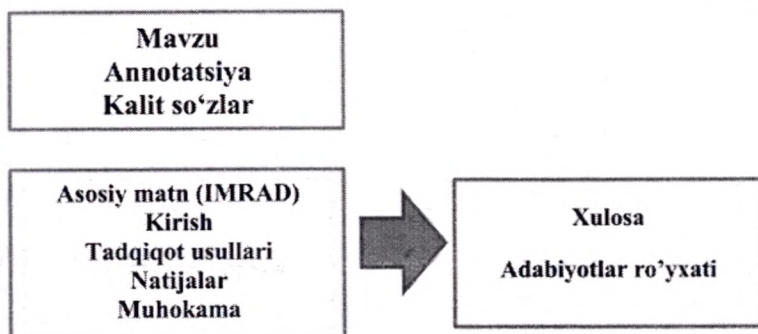 Mavzu
Annotatsiya
Kalit so‘zlar
Asosiy matn (IMRAD)
Kirish
Tadqiqot usullari
Natijalar
Muhokama
Xulosa
Adabiyotlar ro’yxati